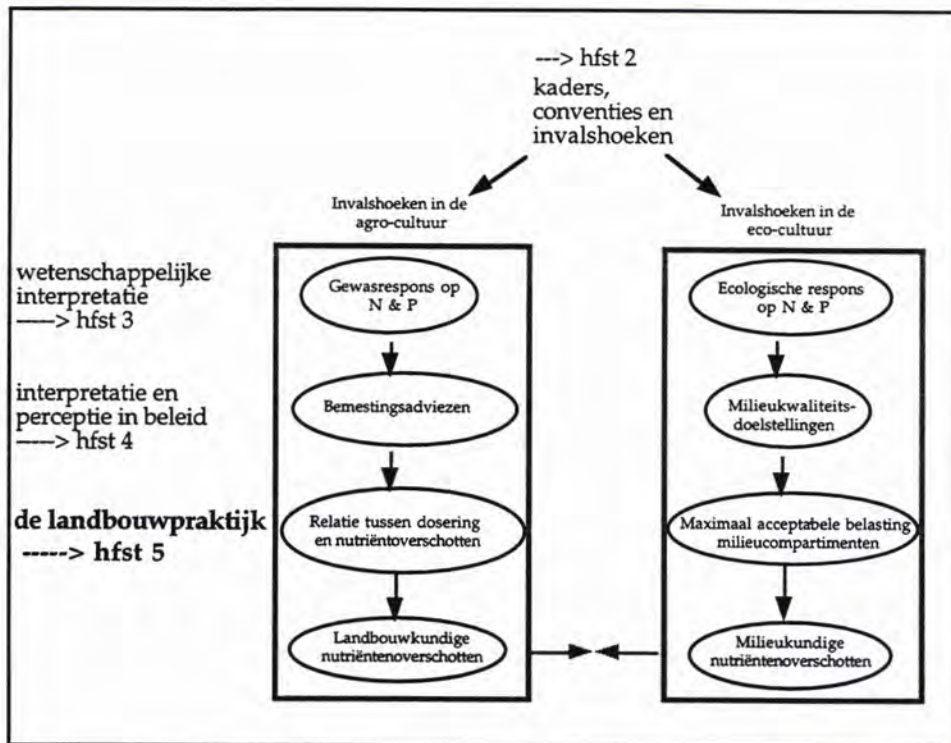 ---> hfst 2
kaders,
conventies en
invalshoeken
Invalshoeken in de
agro-cultuur
Invalshoeken in de
eco-cultuur
wetenschappelijke
interpretatie
----> hfst 3
Gewasrespons op
N & P
Ecologische respons
op N & P
interpretatie en
perceptie in beleid
----> hfst 4
Bemestingsadviezen
Milieukwaliteits-
doelstellingen
de landbouwpraktijk
-----> hfst 5
Relatie tussen dosering
en nutriëntoverschotten
Maximaal acceptabele belasting
milieucompartimenten
Landbouwkundige
nutriëntenoverschotten
Milieukundige
nutriëntenoverschotten